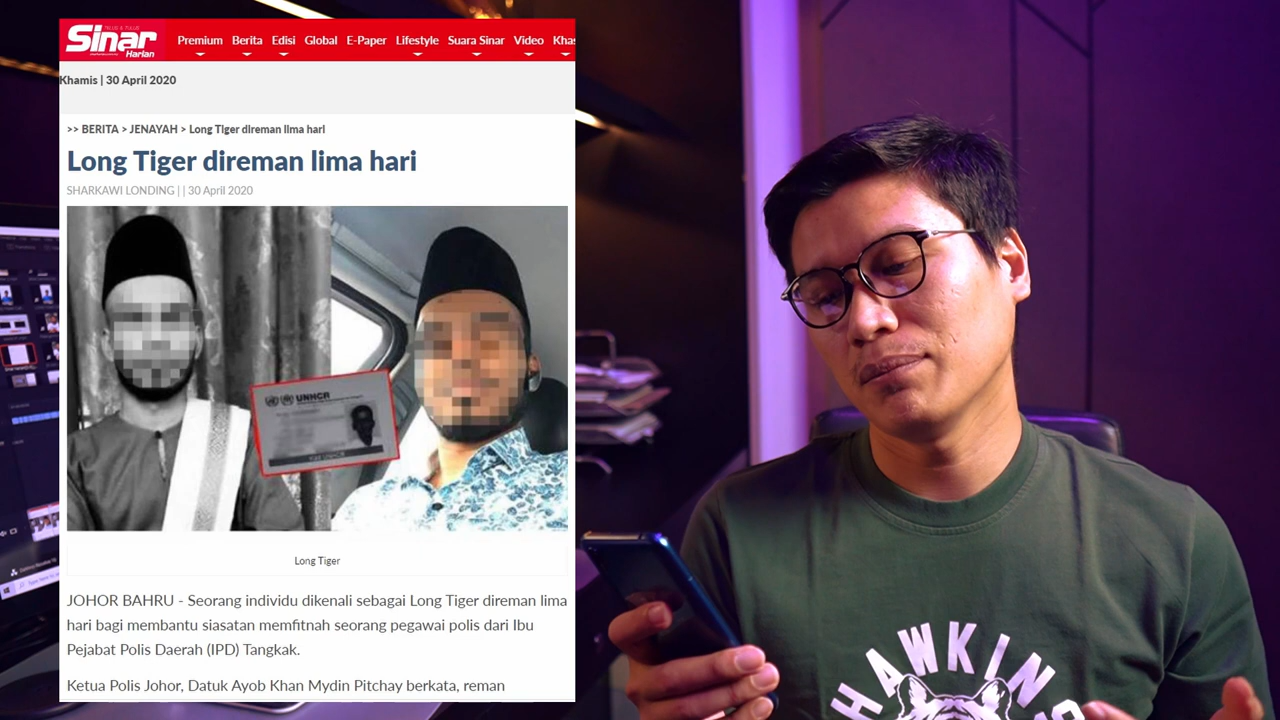 Sinar
Harian
Premium Berita Edisi Global E-Paper Lifestyle Suara Sinar Video Khas
Khamis | 30 April 2020
>> BERITA > JENAYAH > Long Tiger direman lima hari
Long Tiger direman lima hari
SHARKAWI LONDING | | 30 April 2020
UNHCR
Long Tiger
JOHOR BAHRU - Seorang individu dikenali sebagai Long Tiger direman lima
hari bagi membantu siasatan memfitnah seorang pegawai polis dari Ibu
Pejabat Polis Daerah (IPD) Tangkak.
Ketua Polis Johor, Datuk Ayob Khan Mydin Pitchay berkata, reman
HAWKIN